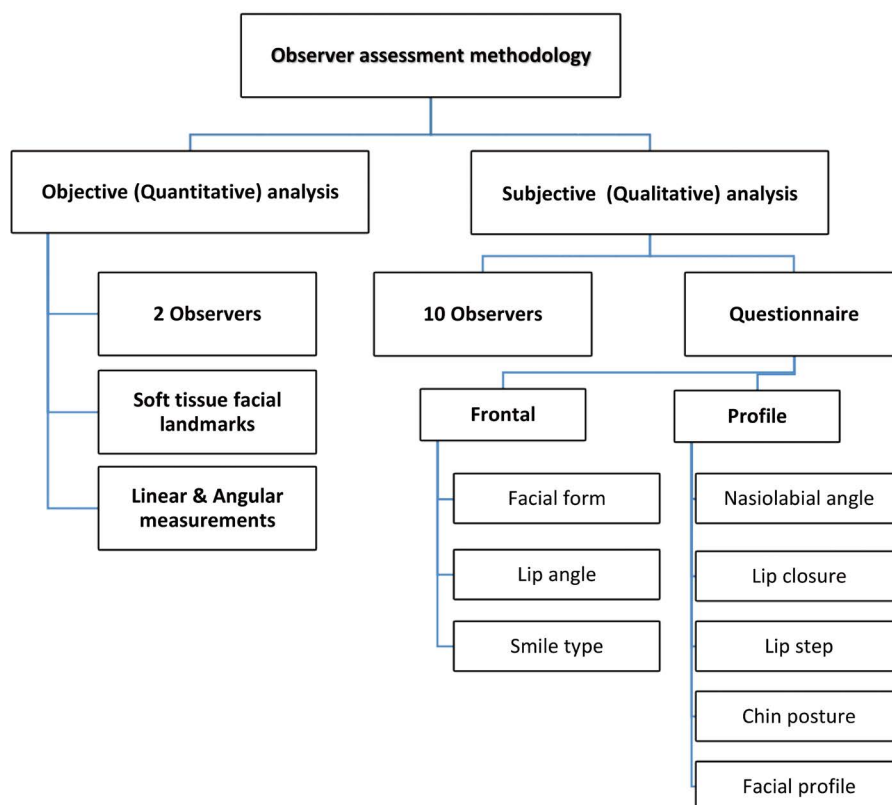 Observer assessment methodology
Objective (Quantitative) analysis
Subjective (Qualitative) analysis
2 Observers
10 Observers
Questionnaire
Soft tissue facial
landmarks
Frontal
Profile
Linear & Angular
measurements
Facial form
Nasiolabial angle
Lip angle
Lip closure
Smile type
Lip step
Chin posture
Facial profile